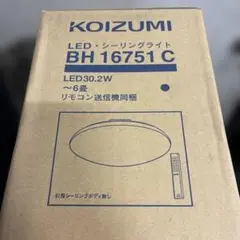 KOIZUMI
LED・シーリングライト
BH 16751 C
LED30.2W
～6畳
リモコン送信機同梱